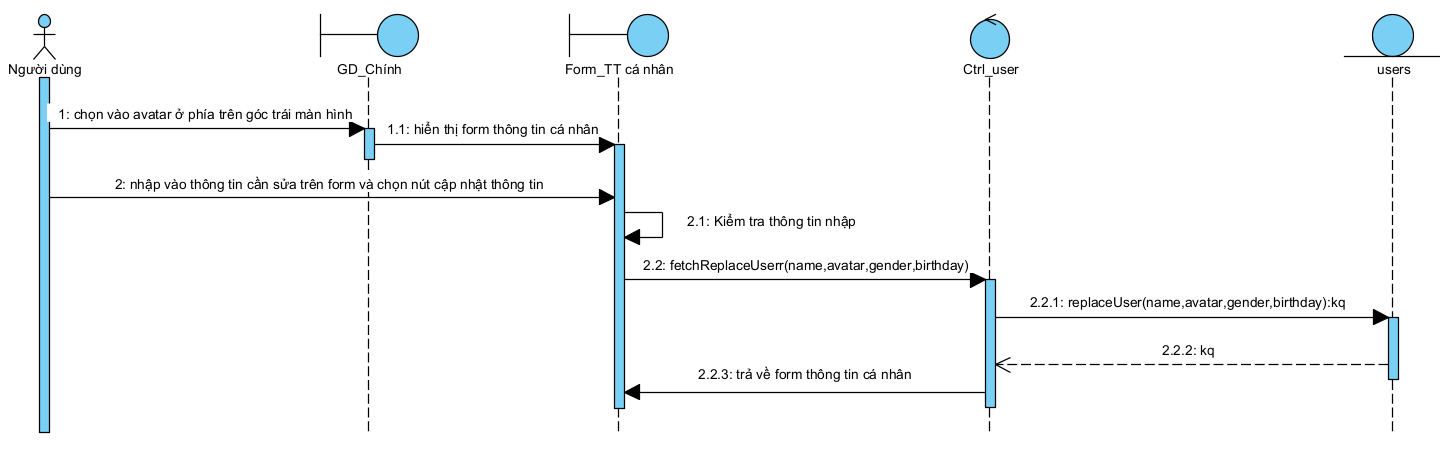 Người dùng
GD_Chính
Form_TT cá nhân
Ctrl_user
users
1: chọn vào avatar ở phía trên góc trái màn hình
1.1: hiển thị form thông tin cá nhân
2: nhập vào thông tin cần sửa trên form và chọn nút cập nhật thông tin
2.1: Kiểm tra thông tin nhập
2.2: fetchReplaceUserr(name,avatar,gender,birthday)
2.2.1: replaceUser(name,avatar,gender,birthday):kq
2.2.2: kq
2.2.3: trả về form thông tin cá nhân